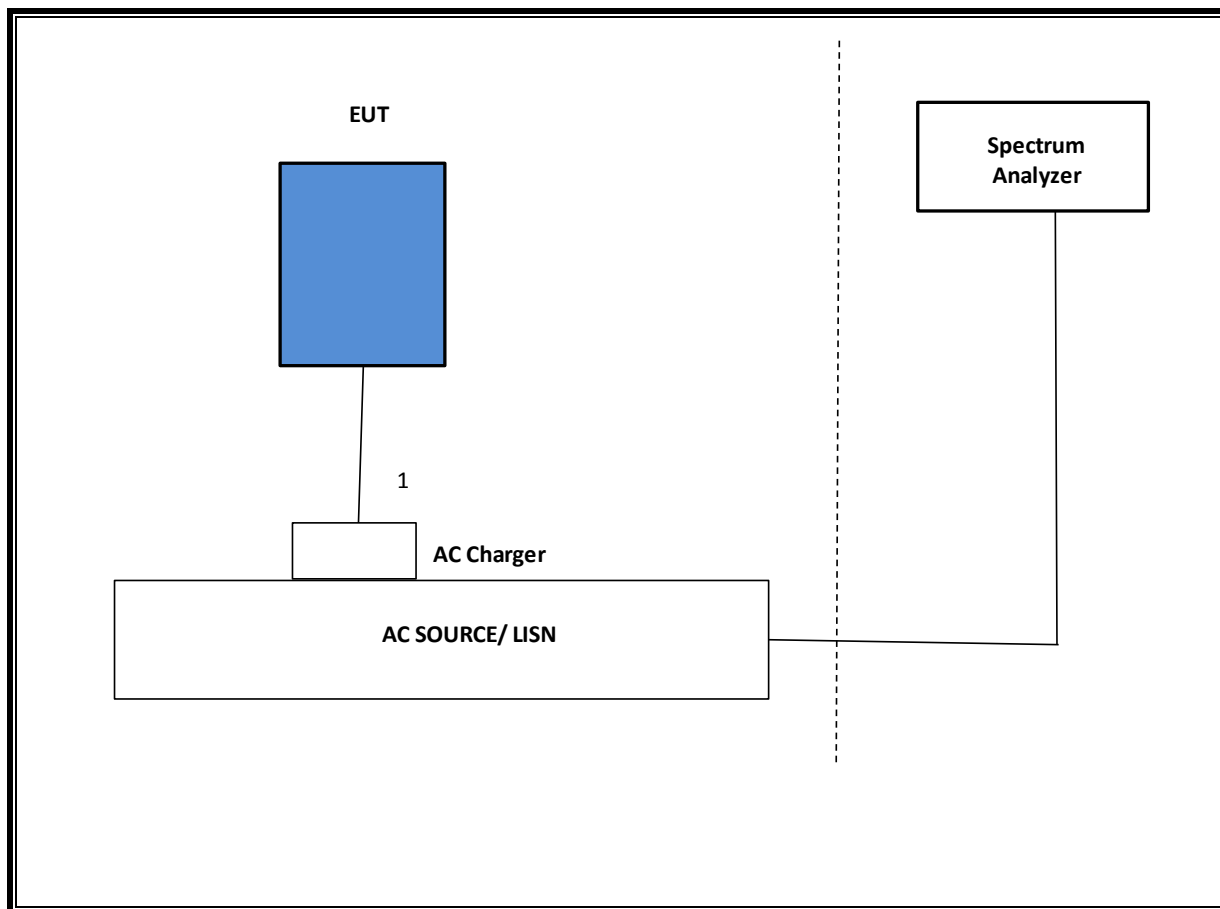 EUT
Spectrum
Analyzer
1
AC Charger
AC SOURCE/ LISN